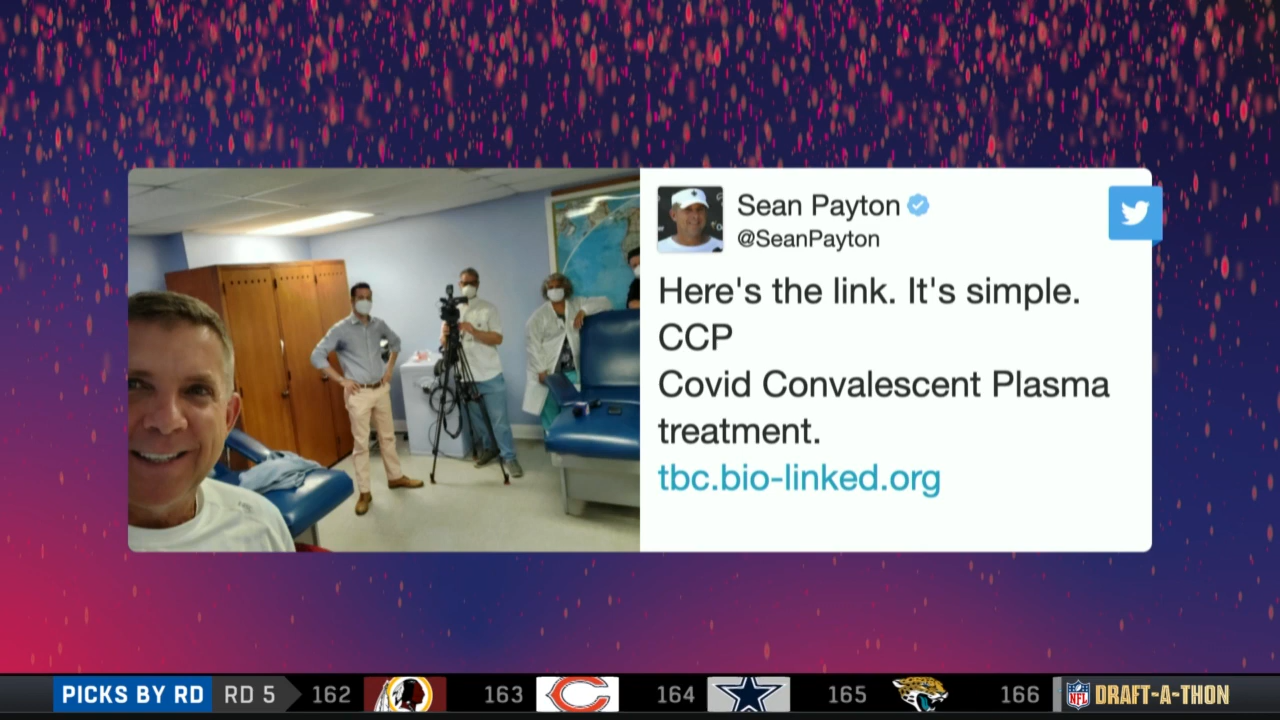 Sean Payton
@SeanPayton
Here's the link. It's simple.
CCP
Covid Convalescent Plasma
treatment.
tbc.bio-linked.org
PICKS BY RD RD 5 162 163 164 165 166 NFL DRAFT-A-THON